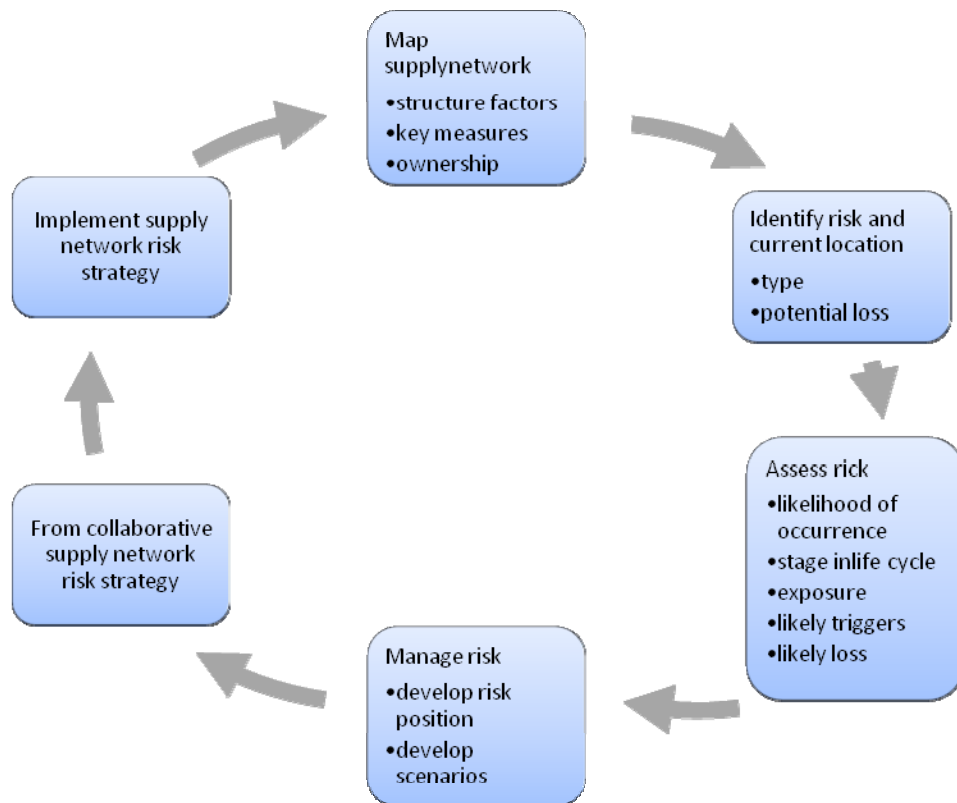 Map
supplynetwork
•structure factors
•key measures
•ownership
Identify risk and
current location
•type
•potential loss
Assess rick
•likelihood of
occurrence
•stage inlife cycle
•exposure
•likely triggers
•likely loss
Manage risk
•develop risk
position
•develop
scenarios
From collaborative
supply network
risk strategy
Implement supply
network risk
strategy